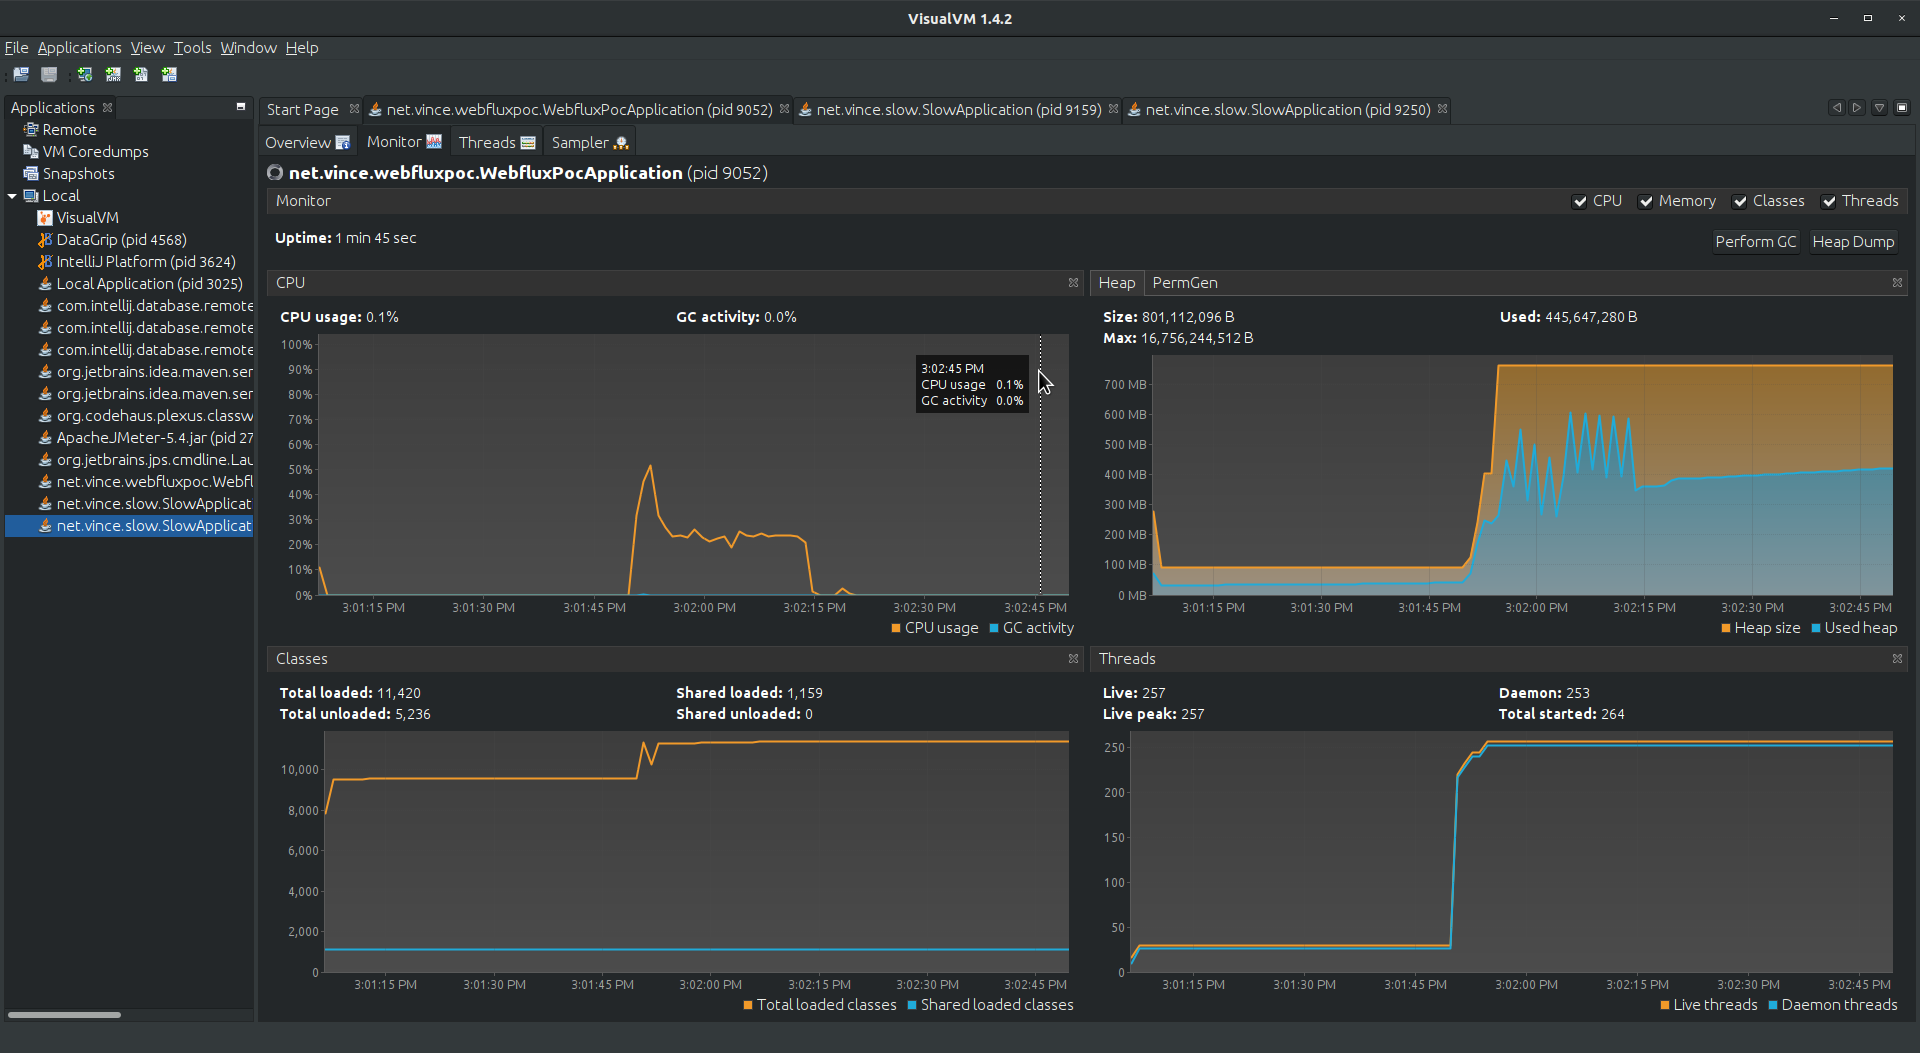 VisualVM 1.4.2
File Applications View Tools Window Help
Applications
Remote
VM Coredumps
Snapshots
Local
VisualVM
DataGrip (pid 4568)
IntelliJ Platform (pid 3624)
Local Application (pid 3025)
com.intellij.database.remote
com.intellij.database.remote
com.intellij.database.remote
org.jetbrains.idea.maven.ser
org.jetbrains.idea.maven.ser
org.codehaus.plexus.classw
ApacheJMeter-5.4.jar (pid 27
org.jetbrains.jps.cmdline.Lau
net.vince.webfluxpoc.Webfl
net.vince.slow.SlowApplicat
net.vince.slow.SlowApplicat
Start Page net.vince.webfluxpoc.WebfluxPocApplication (pid 9052) net.vince.slow.SlowApplication (pid 9159) net.vince.slow.SlowApplication (pid 9250)
Overview Monitor Threads Sampler
net.vince.webfluxpoc.WebfluxPocApplication (pid 9052)
Monitor CPU Memory Classes Threads
Uptime: 1 min 45 sec
Perform GC Heap Dump
CPU
CPU usage: 0.1% GC activity: 0.0%
100%
90%
80%
70%
60%
50%
40%
30%
20%
10%
0%
3:02:45 PM
CPU usage 0.1%
GC activity 0.0%
3:01:15 PM 3:01:30 PM 3:01:45 PM 3:02:00 PM 3:02:15 PM 3:02:30 PM 3:02:45 PM
CPU usage GC activity
Heap PermGen
Size: 801,112,096 B Used: 445,647,280 B
Max: 16,756,244,512 B
700 MB
600 MB
500 MB
400 MB
300 MB
200 MB
100 MB
0 MB
3:01:15 PM 3:01:30 PM 3:01:45 PM 3:02:00 PM 3:02:15 PM 3:02:30 PM 3:02:45 PM
Heap size Used heap
Classes
Total loaded: 11,420 Shared loaded: 1,159
Total unloaded: 5,236 Shared unloaded: 0
10,000
8,000
6,000
4,000
2,000
0
3:01:15 PM 3:01:30 PM 3:01:45 PM 3:02:00 PM 3:02:15 PM 3:02:30 PM 3:02:45 PM
Total loaded classes Shared loaded classes
Threads
Live: 257 Daemon: 253
Live peak: 257 Total started: 264
250
200
150
100
50
0
3:01:15 PM 3:01:30 PM 3:01:45 PM 3:02:00 PM 3:02:15 PM 3:02:30 PM 3:02:45 PM
Live threads Daemon threads